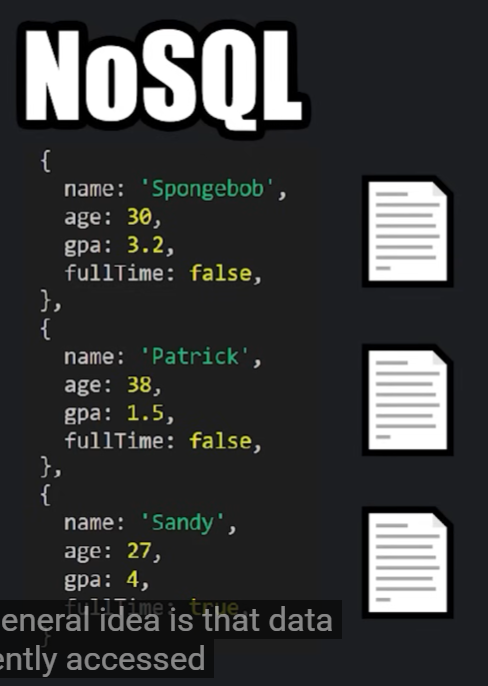 NoSQL
{
name: 'Spongebob',
age: 30,
gpa: 3.2,
fullTime: false,
},
{
name: 'Patrick',
age: 38,
gpa: 1.5,
fullTime: false,
},
{
name: 'Sandy',
age: 27,
gpa: 4,
fullTime: true,
eneral idea is that data
}
ently accessed